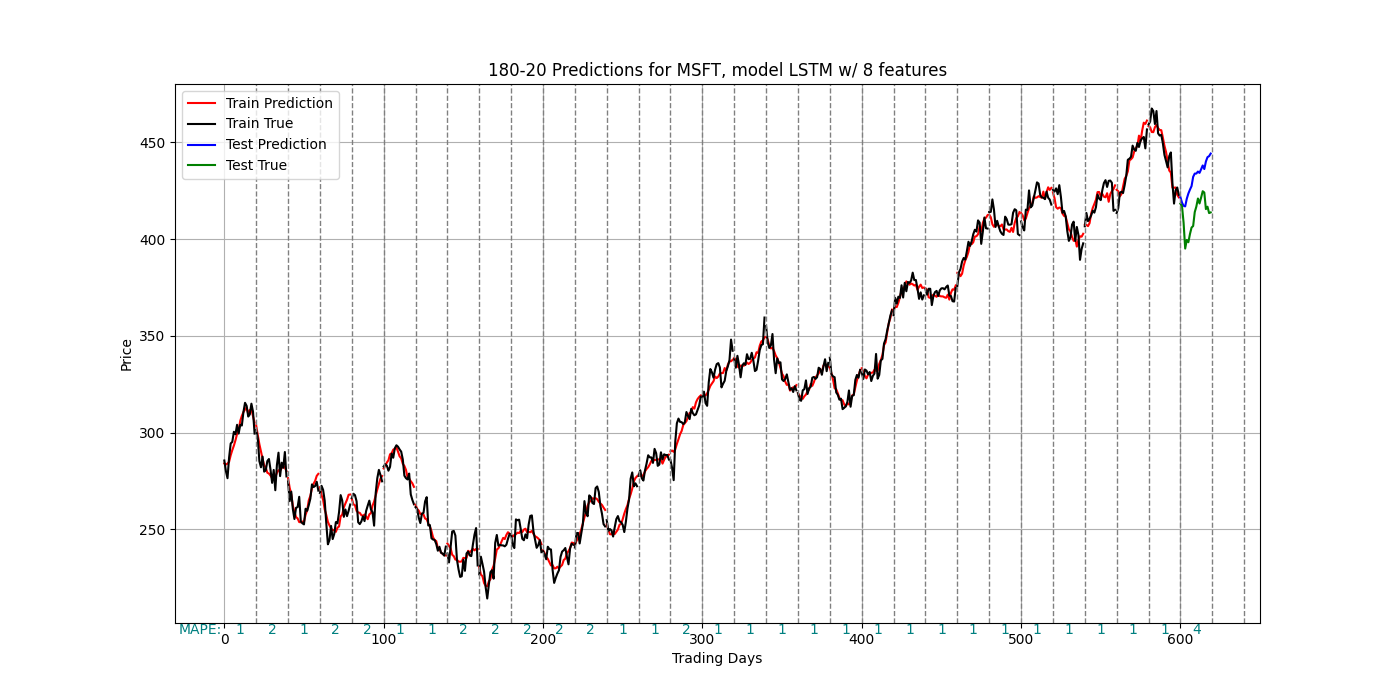 180-20 Predictions for MSFT, model LSTM w/ 8 features
Train Prediction
Train True
Test Prediction
Test True
450
400
350
300
250
Price
MAPE: 1 2 1 2 2 1 1 2 2 2 2 2 1 1 2 1 1 1 1 1 1 1 1 1 1 1 1 1 1 1 4
0 100 200 300 400 500 600
Trading Days